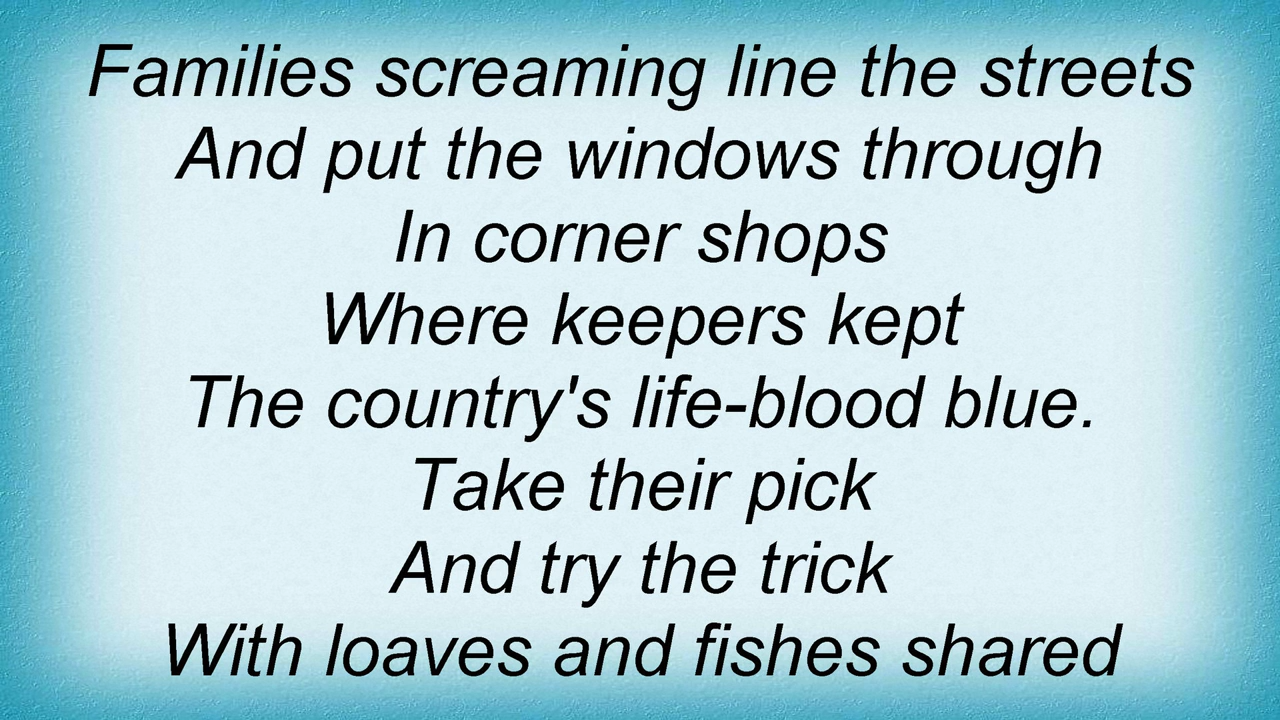 Families screaming line the streets
And put the windows through
In corner shops
Where keepers kept
The country's life-blood blue.
Take their pick
And try the trick
With loaves and fishes shared